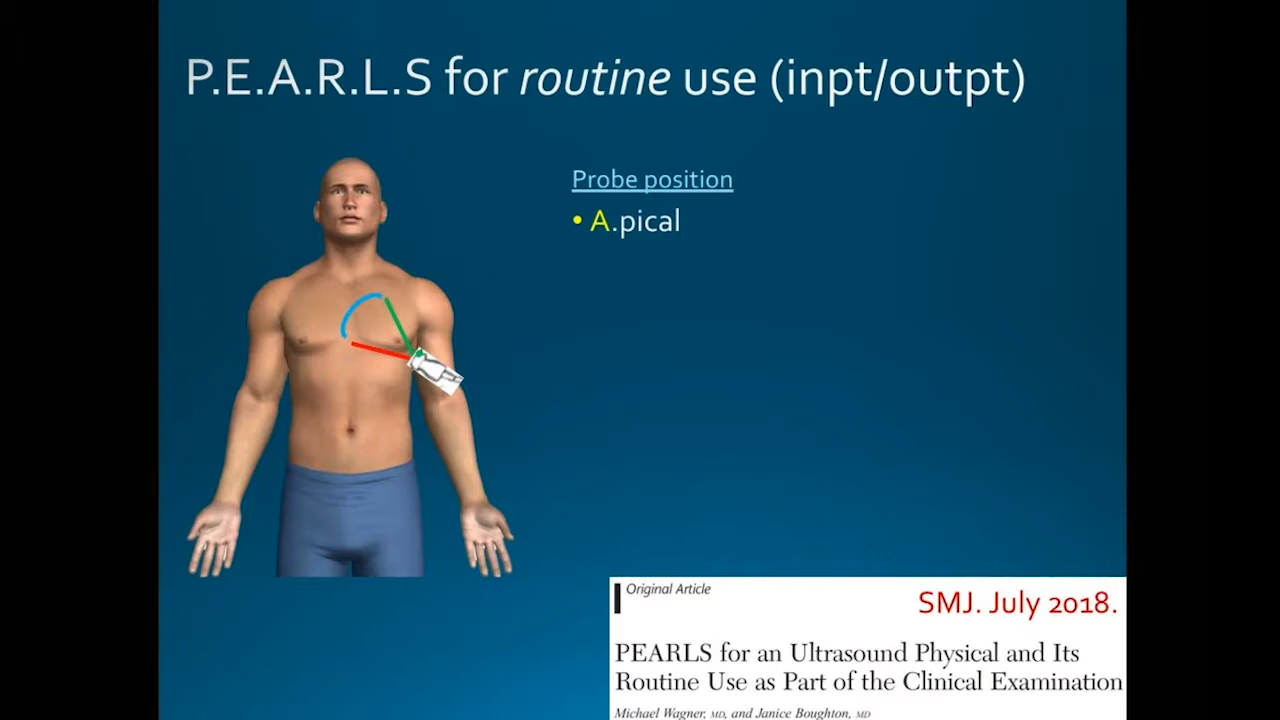 P.E.A.R.L.S for routine use (inpt/outpt)
Probe position
• A.pical
Original Article
SMJ. July 2018.
PEARLS for an Ultrasound Physical and Its
Routine Use as Part of the Clinical Examination
Michael Wagner, MD, and Janice Boughton, MD